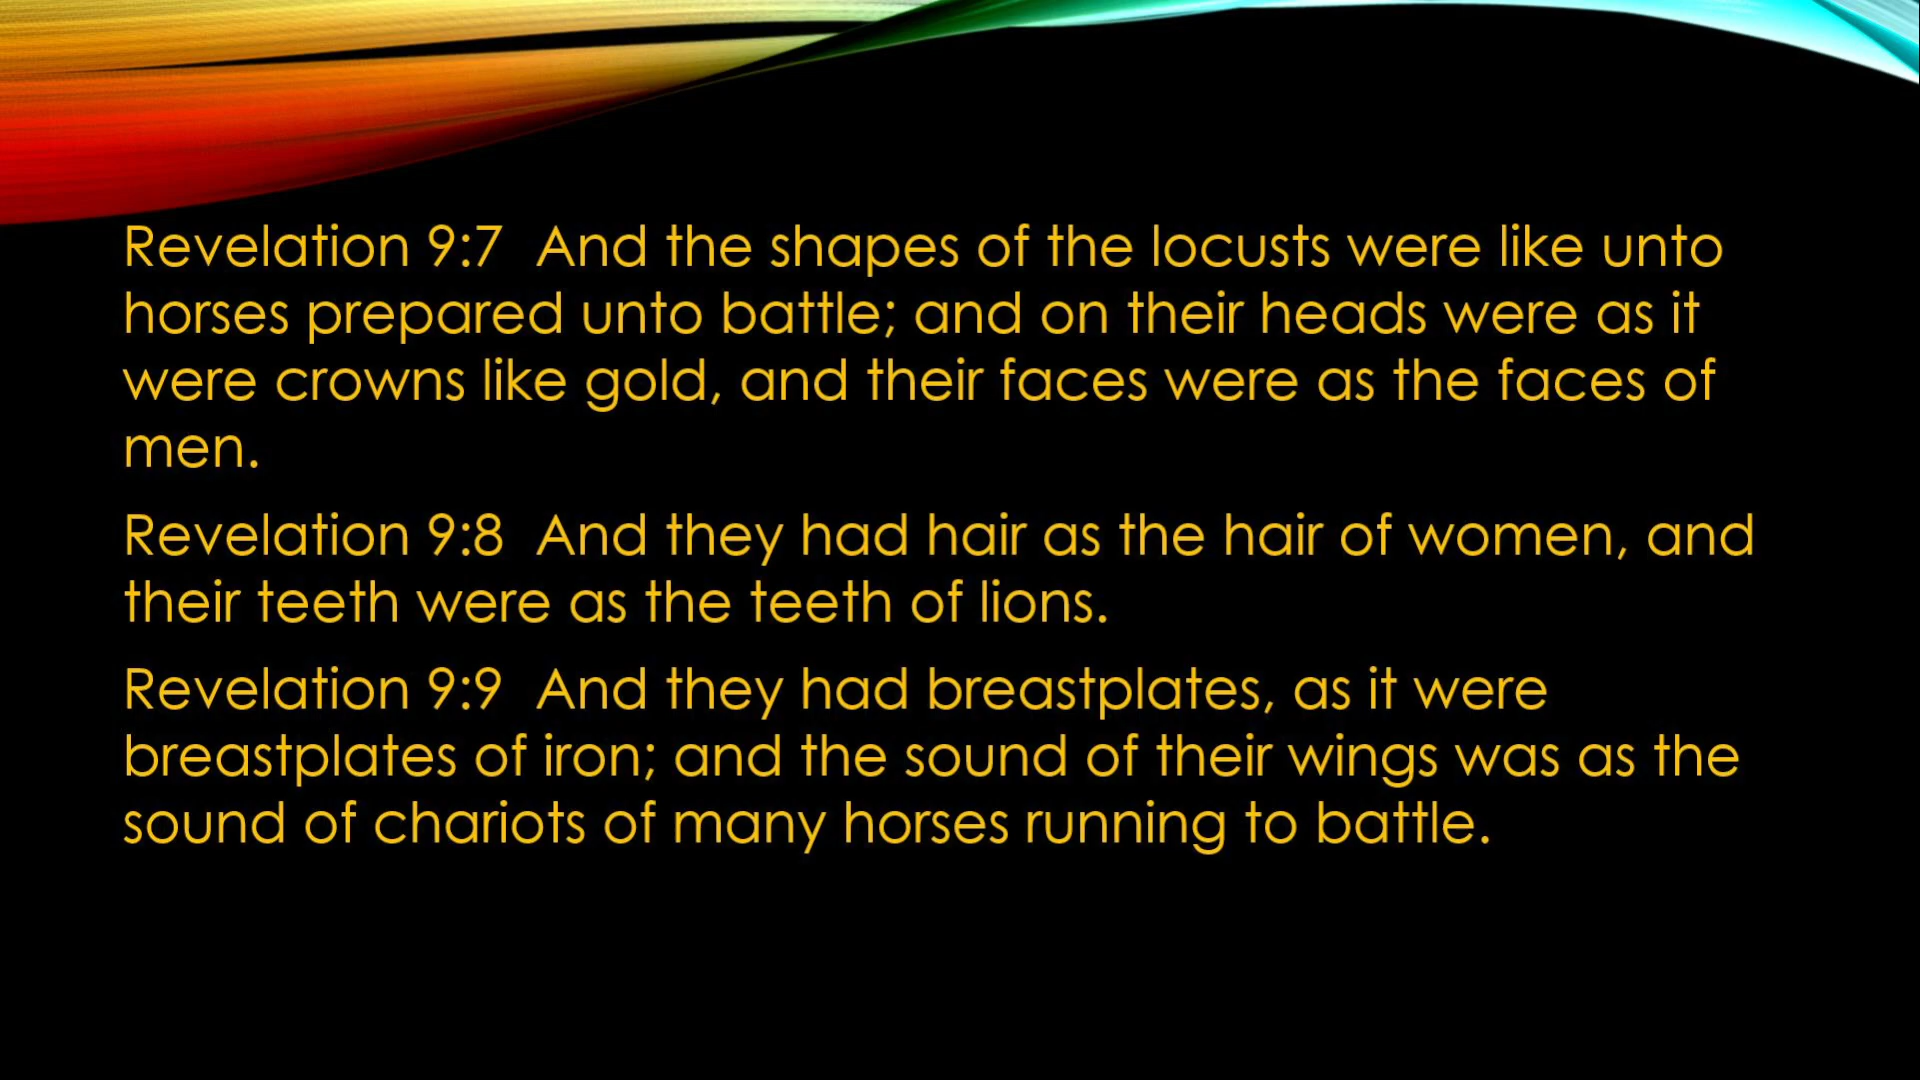 Revelation 9:7  And the shapes of the locusts were like unto
horses prepared unto battle; and on their heads were as it
were crowns like gold, and their faces were as the faces of
men.
Revelation 9:8  And they had hair as the hair of women, and
their teeth were as the teeth of lions.
Revelation 9:9  And they had breastplates, as it were
breastplates of iron; and the sound of their wings was as the
sound of chariots of many horses running to battle.